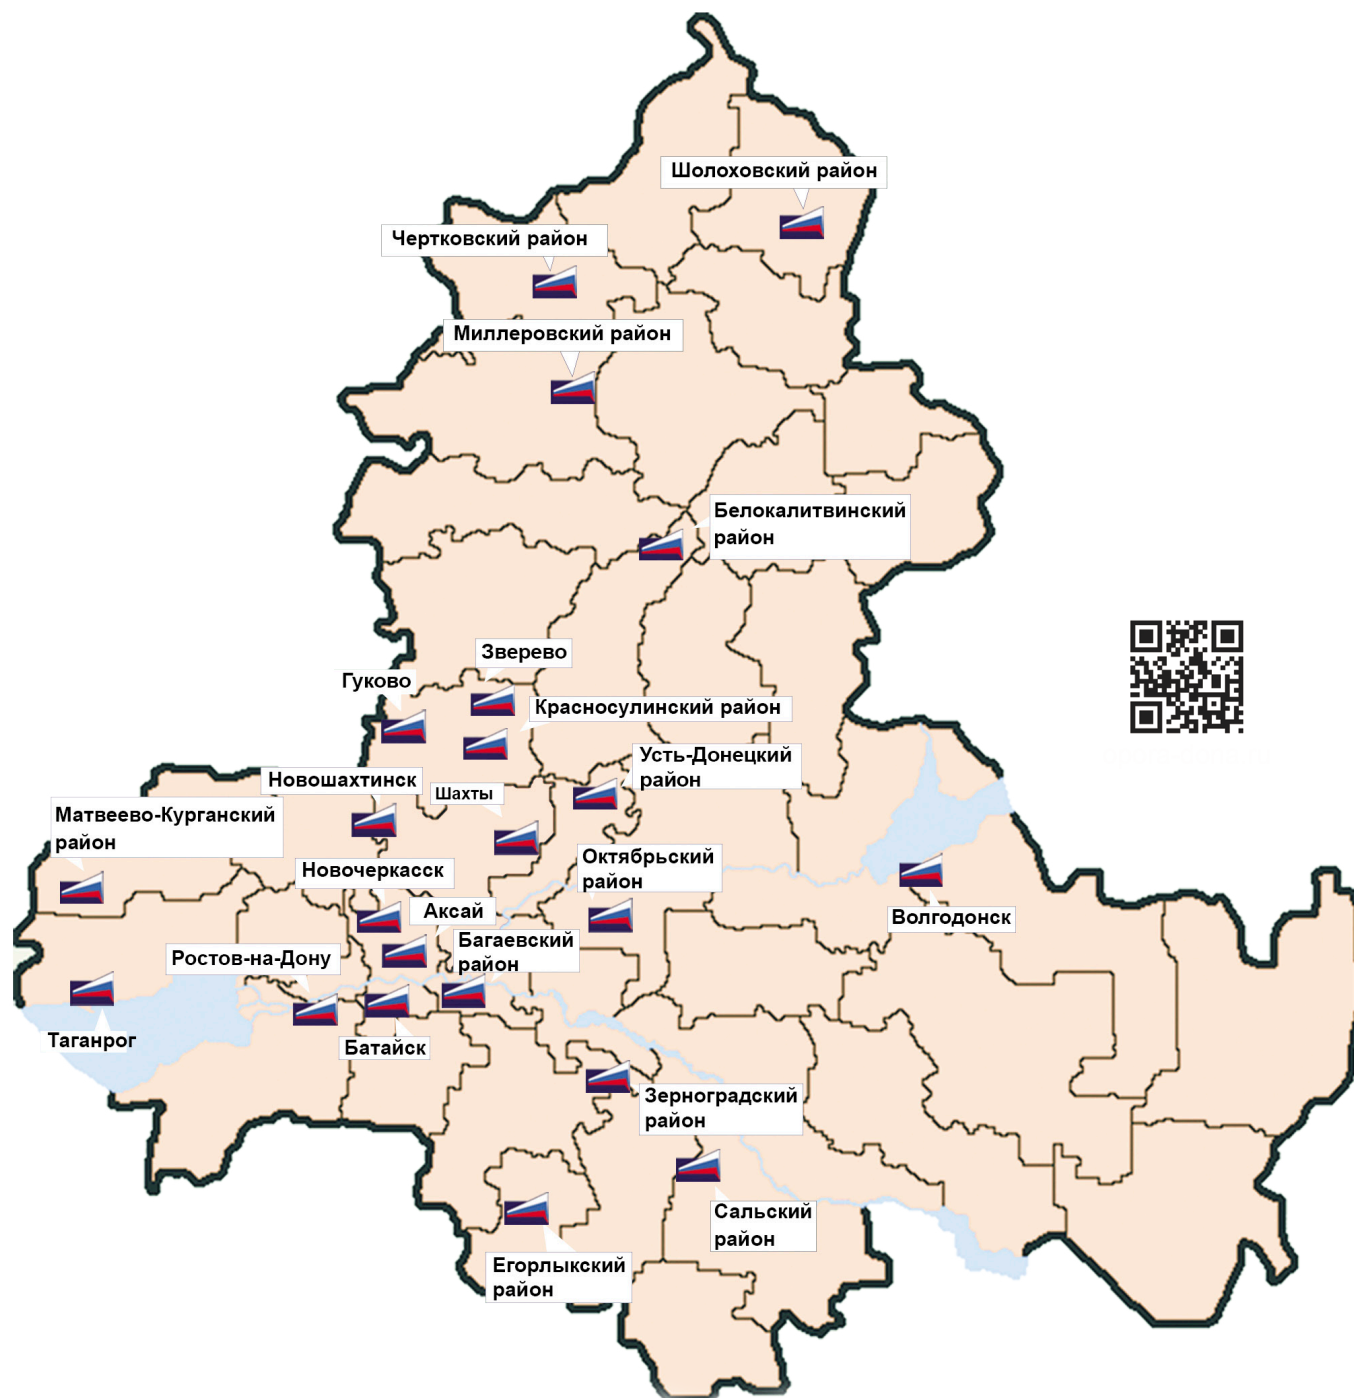 Шолоховский район
Чертковский район
Миллеровский район
Белокалитвинский
район
Зверево
Гуково
Красносулинский район
Усть-Донецкий
район
Новошахтинск
Шахты
Матвеево-Курганский
район
Октябрьский
район
Новочеркасск
Аксай
Волгодонск
Багаевский
район
Ростов-на-Дону
Таганрог
Батайск
Зерноградский
район
Сальский
район
Егорлыкский
район